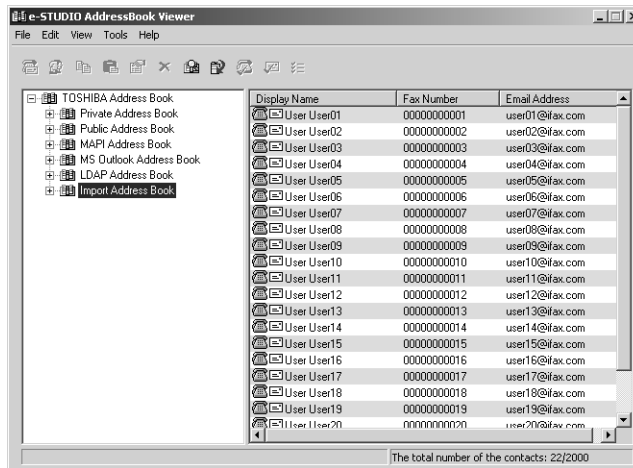 e-STUDIO AddressBook Viewer
File Edit View Tools Help
TOSHIBA Address Book
Private Address Book
Public Address Book
MAPI Address Book
MS Outlook Address Book
LDAP Address Book
Import Address Book
Display Name Fax Number Email Address
User User01 00000000001 user01@ifax.com
User User02 00000000002 user02@ifax.com
User User03 00000000003 user03@ifax.com
User User04 00000000004 user04@ifax.com
User User05 00000000005 user05@ifax.com
User User06 00000000006 user06@ifax.com
User User07 00000000007 user07@ifax.com
User User08 00000000008 user08@ifax.com
User User09 00000000009 user09@ifax.com
User User10 00000000010 user10@ifax.com
User User11 00000000011 user11@ifax.com
User User12 00000000012 user12@ifax.com
User User13 00000000013 user13@ifax.com
User User14 00000000014 user14@ifax.com
User User15 00000000015 user15@ifax.com
User User16 00000000016 user16@ifax.com
User User17 00000000017 user17@ifax.com
User User18 00000000018 user18@ifax.com
User User19 00000000019 user19@ifax.com
User User20 00000000020 user20@ifax.com
The total number of the contacts: 22/2000